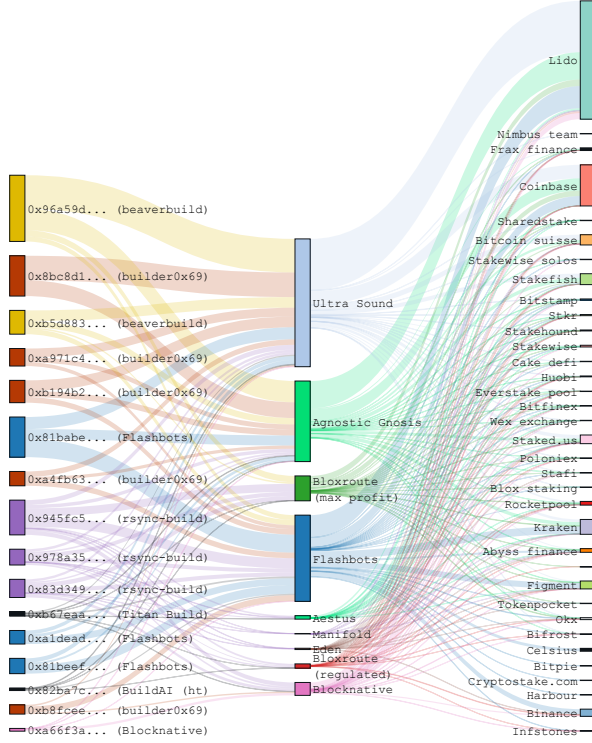 0x96a59d... (beaverbuild)
0x8bc8d1... (builder0x69)
0xb5d883... (beaverbuild)
0xa971c4... (builder0x69)
0xb194b2... (builder0x69)
0x81babe... (Flashbots)
0xa4fb63... (builder0x69)
0x945fc5... (rsync-build)
0x978a35... (rsync-build)
0x83d349... (rsync-build)
0xb67eaa... (Titan Build)
0xa1dead... (Flashbots)
0x81beef... (Flashbots)
0x82ba7c... (BuildAI (ht)
0xb8fcee... (builder0x69)
0xa66f3a... (Blocknative)
Ultra Sound
Agnostic Gnosis
Bloxroute
(max profit)
Flashbots
Aestus
Manifold
Eden
Bloxroute
(regulated)
Blocknative
Lido
Nimbus team
Frax finance
Coinbase
Sharedstake
Bitcoin suisse
Stakewise solos
Stakefish
Bitstamp
Stkr
Stakehound
Stakewise
Cake defi
Huobi
Everstake pool
Bitfinex
Wex exchange
Staked.us
Poloniex
Stafi
Blox staking
Rocketpool
Kraken
Abyss finance
Figment
Tokenpocket
Okx
Bifrost
Celsius
Bitpie
Cryptostake.com
Harbour
Binance
Infstones